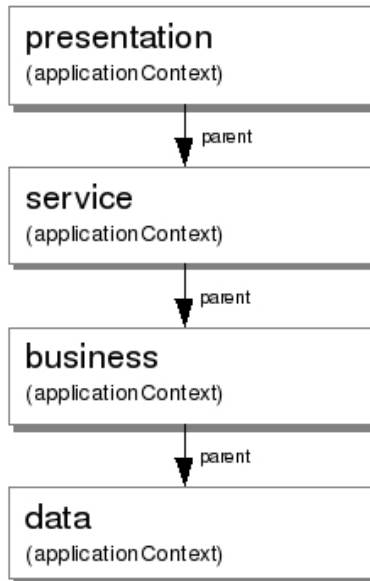 presentation
(applicationContext)
parent
service
(applicationContext)
parent
business
(applicationContext)
parent
data
(applicationContext)